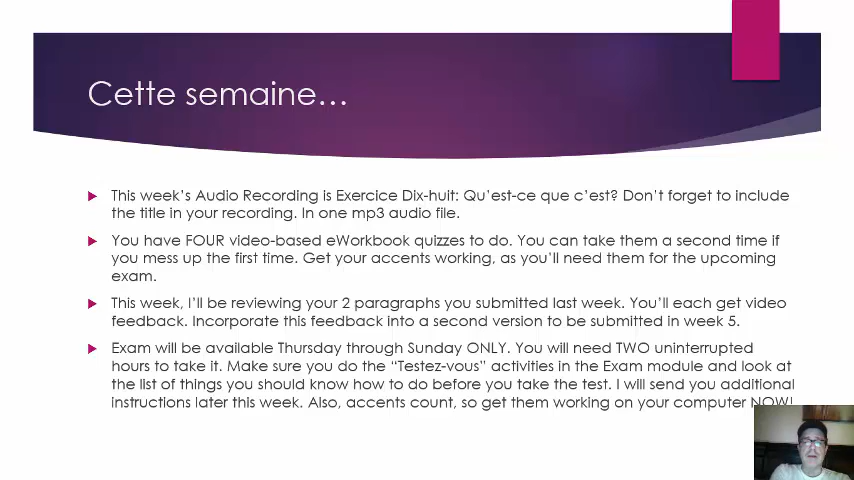 Cette semaine…
This week’s Audio Recording is Exercice Dix-huit: Qu’est-ce que c’est? Don’t forget to include
the title in your recording. In one mp3 audio file.
You have FOUR video-based eWorkbook quizzes to do. You can take them a second time if
you mess up the first time. Get your accents working, as you’ll need them for the upcoming
exam.
This week, I’ll be reviewing your 2 paragraphs you submitted last week. You’ll each get video
feedback. Incorporate this feedback into a second version to be submitted in week 5.
Exam will be available Thursday through Sunday ONLY. You will need TWO uninterrupted
hours to take it. Make sure you do the “Testez-vous” activities in the Exam module and look at
the list of things you should know how to do before you take the test. I will send you additional
instructions later this week. Also, accents count, so get them working on your computer NOW!